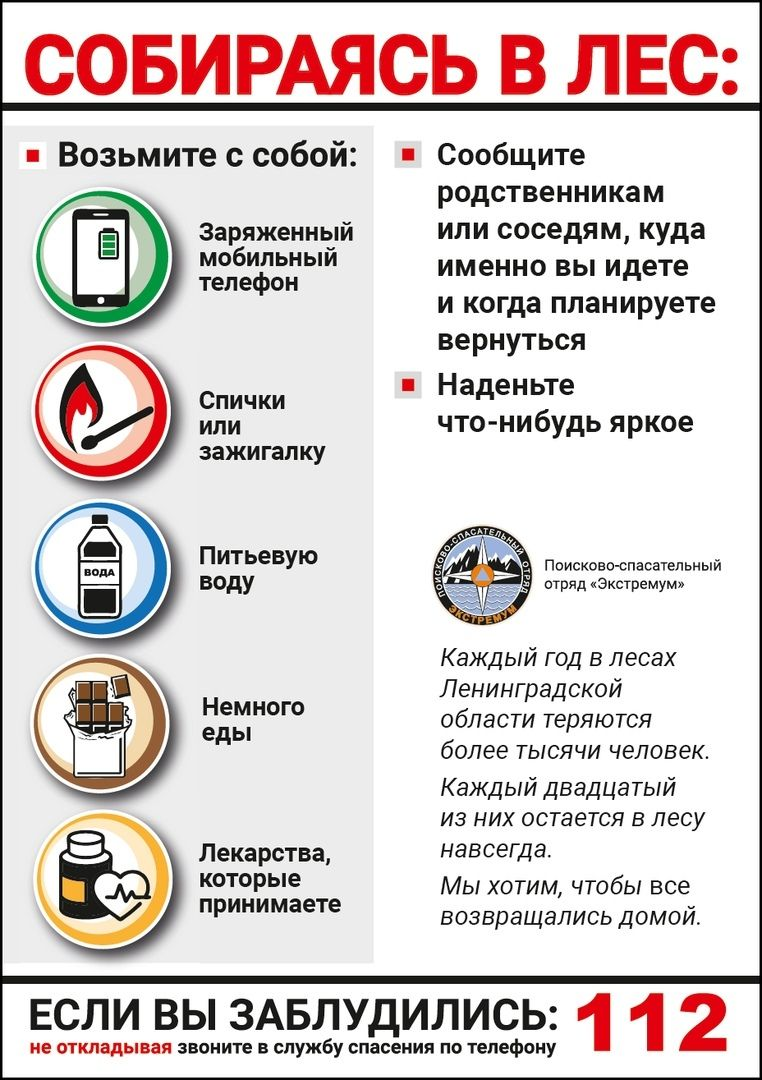 СОБИРАЯСЬ В ЛЕС:
Возьмите с собой:
Заряженный
мобильный
телефон
Спички
или
зажигалку
ВОДА
Питьевую
воду
Немного
еды
Лекарства,
которые
принимаете
Сообщите
родственникам
или соседям, куда
именно вы идете
и когда планируете
вернуться
Наденьте
что-нибудь яркое
ПОИСКОВО-СПАСАТЕЛЬНЫЙ ОТРЯД
ЭКСТРЕМУМ
Поисково-спасательный
отряд «Экстремум»
Каждый год в лесах
Ленинградской
области теряются
более тысячи человек.
Каждый двадцатый
из них остается в лесу
навсегда.
Мы хотим, чтобы все
возвращались домой.
ЕСЛИ ВЫ ЗАБЛУДИЛИСЬ: 112
не откладывая звоните в службу спасения по телефону